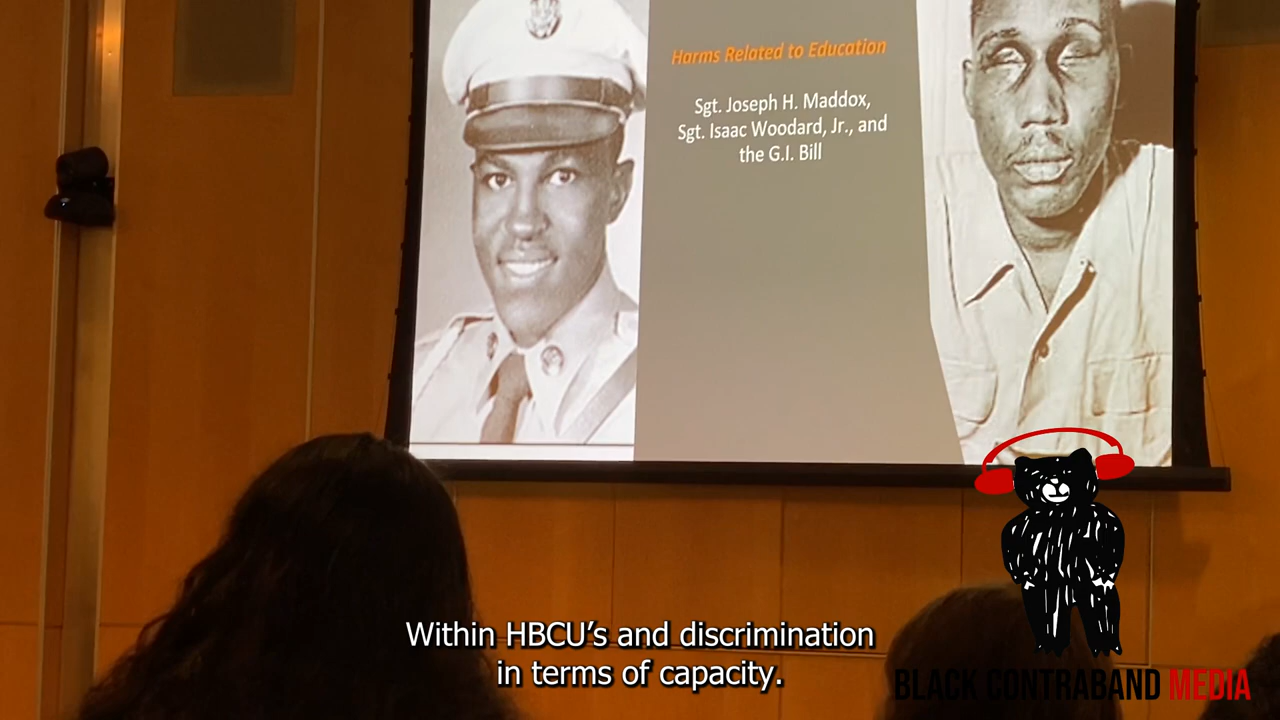 Harms Related to Education
Sgt. Joseph H. Maddox,
Sgt. Isaac Woodard, Jr., and
the G.I. Bill
Within HBCU’s and discrimination
in terms of capacity.
BLACK CONTRABAND MEDIA